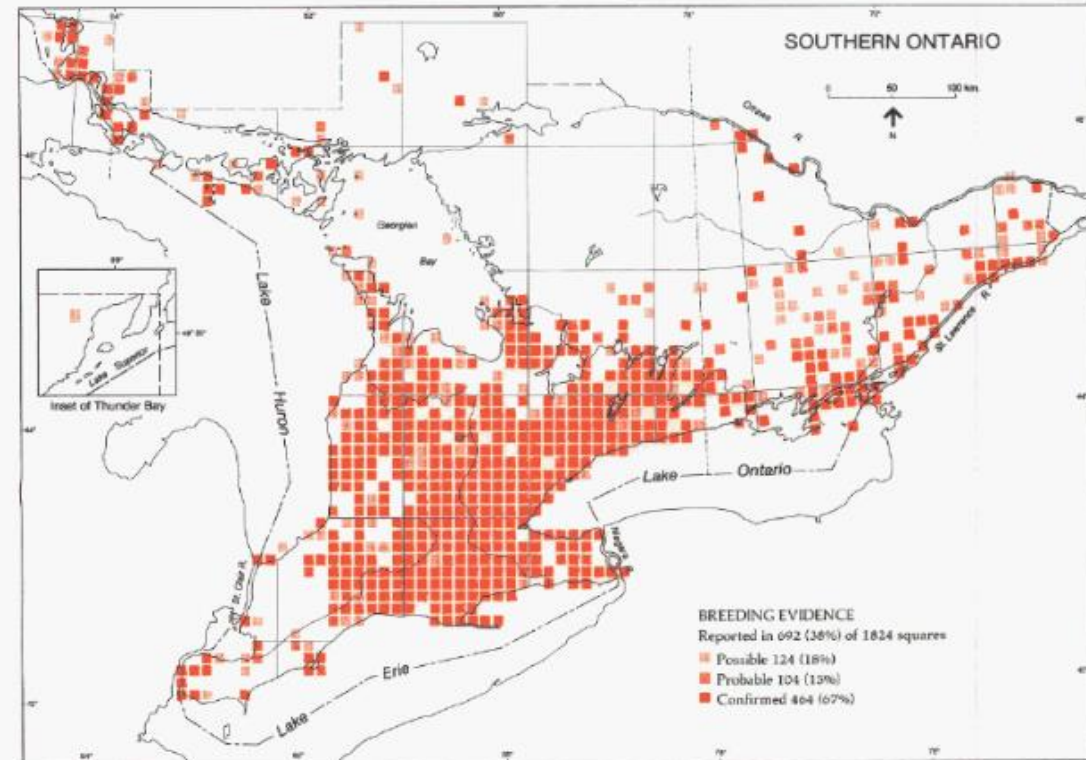 SOUTHERN ONTARIO
0 50 100 km.
N
Ottawa R
Georgian
Bay
Lake
Huron
Lake Superior
Inset of Thunder Bay
St. Lawrence R
Lake Ontario
Niagara R
St. Clair R.
Lake
Erie
BREEDING EVIDENCE
Reported in 692 (38%) of 1824 squares
Possible 124 (18%)
Probable 104 (15%)
Confirmed 464 (67%)